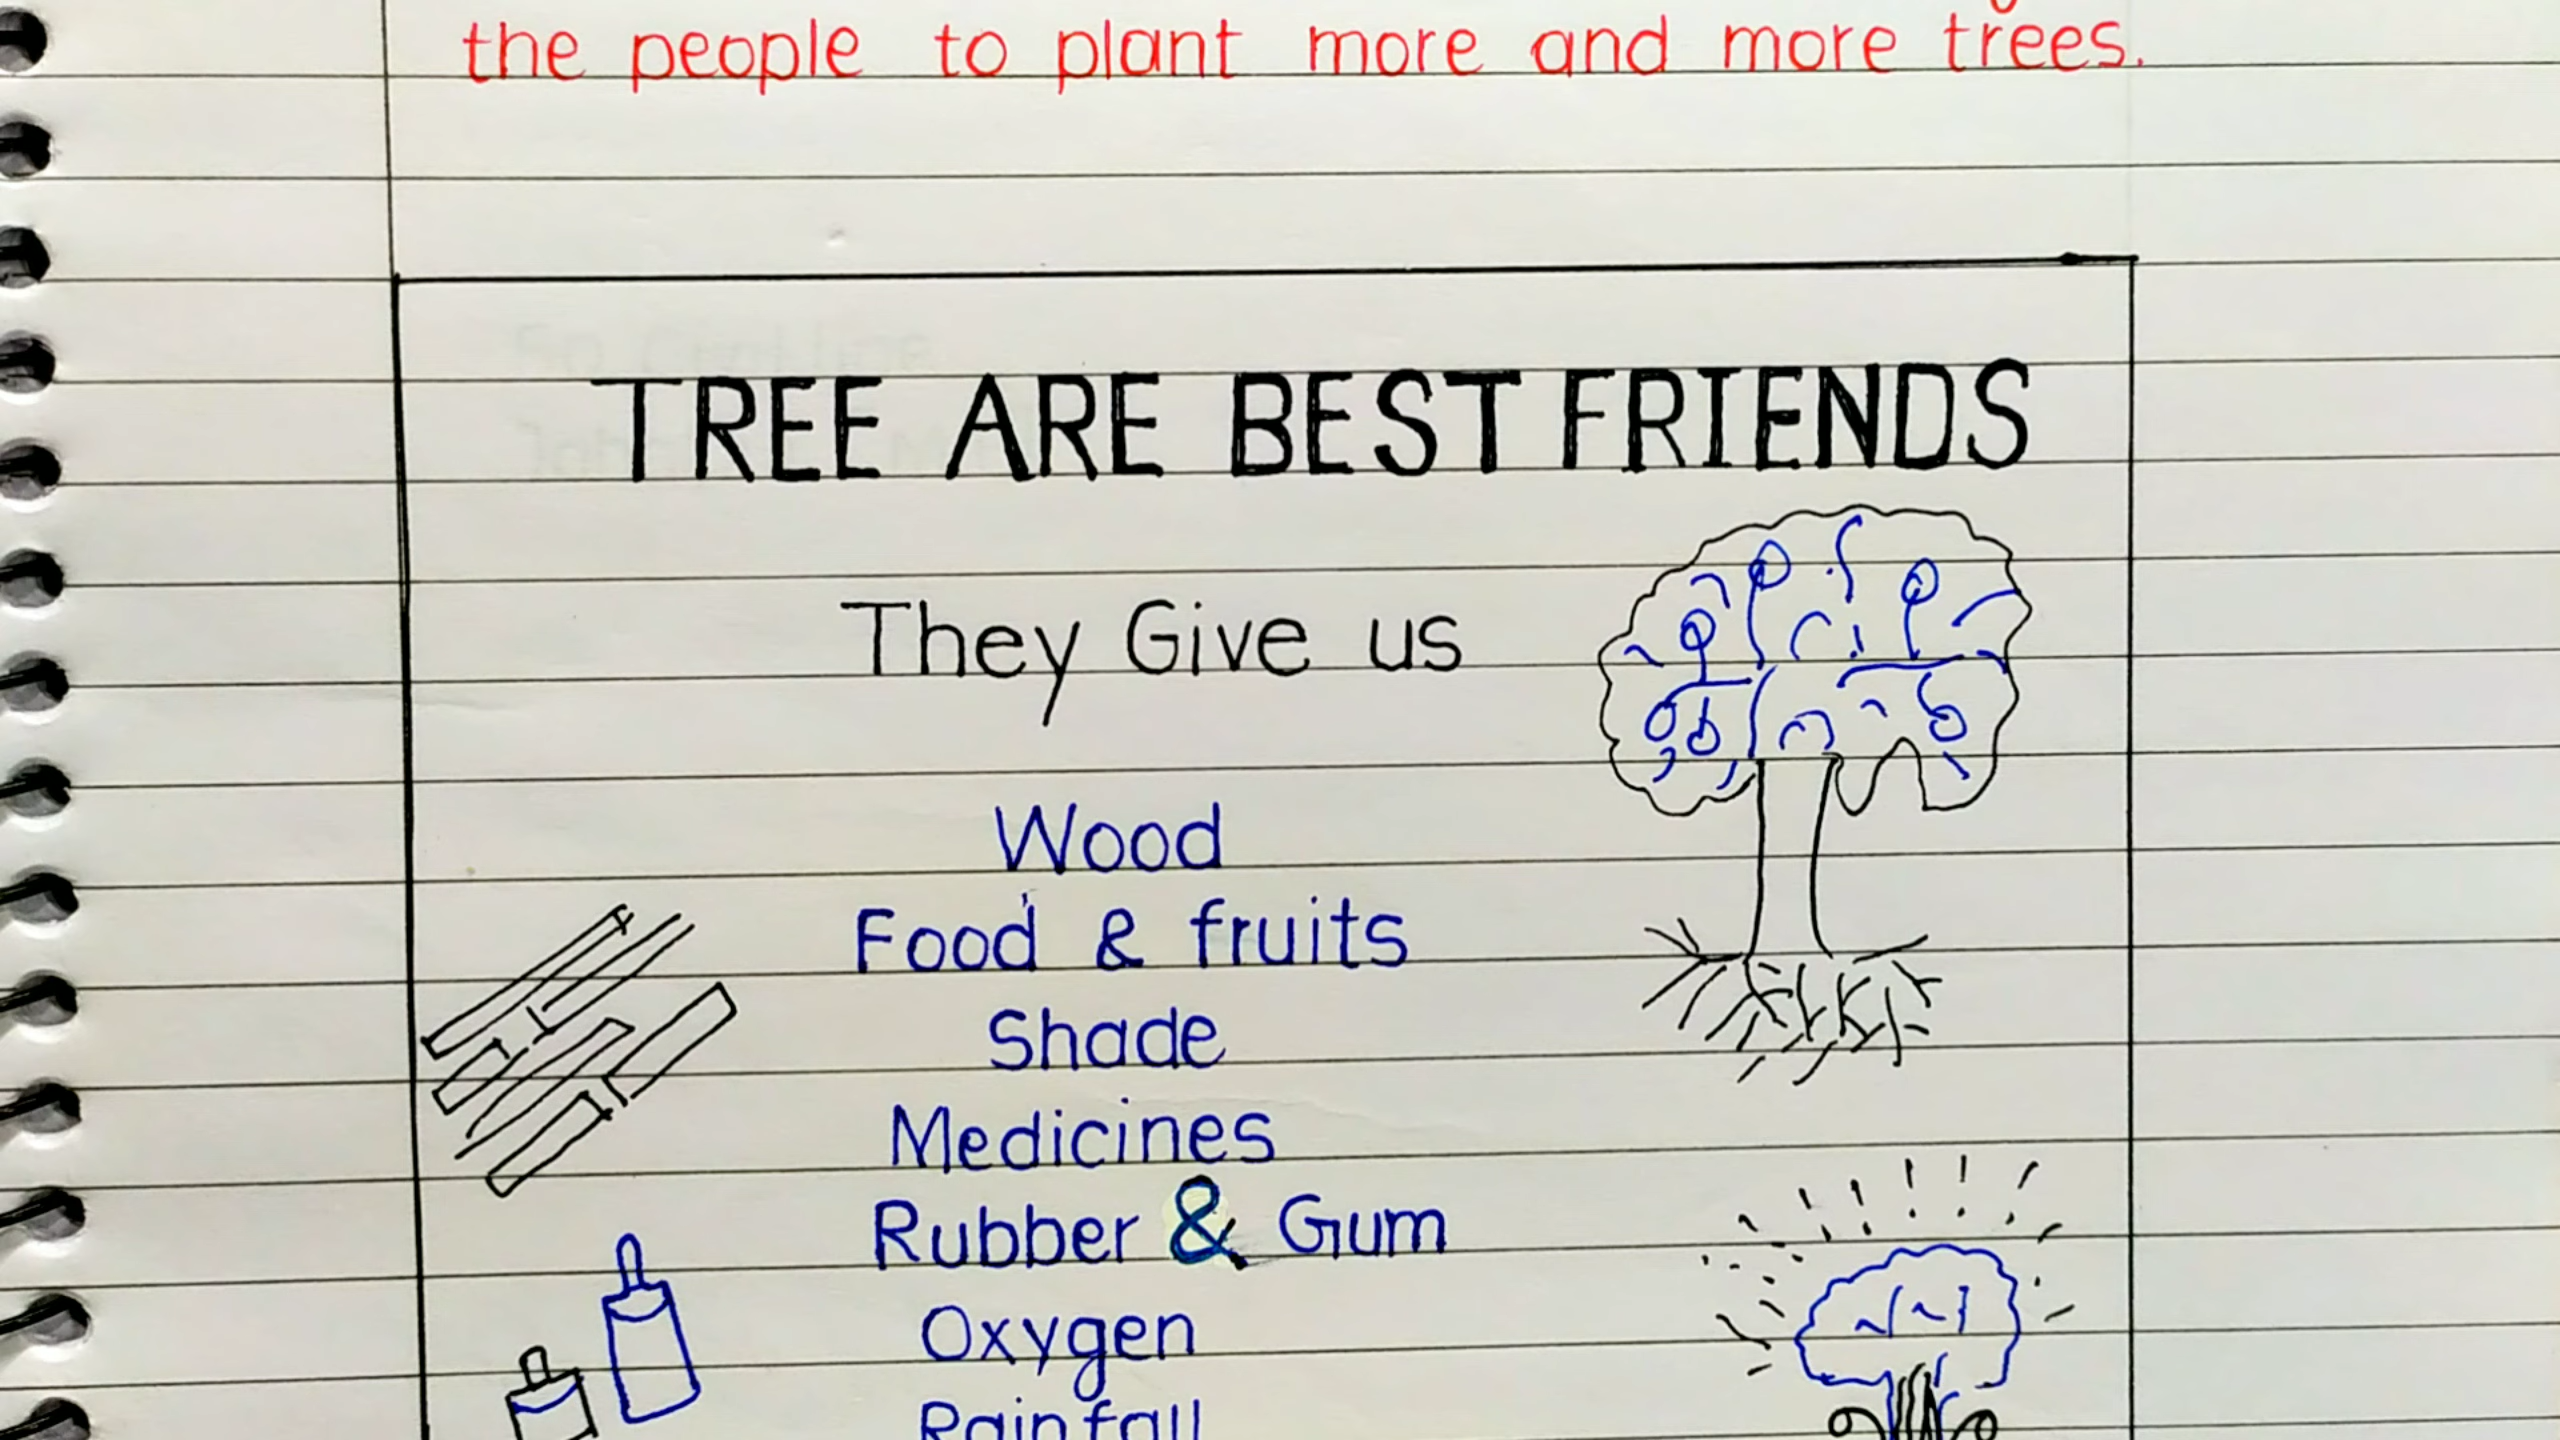 the people to plant more and more trees.
TREE ARE BEST FRIENDS
They Give us
Wood
Food & fruits
Shade
Medicines
Rubber & Gum
Oxygen
Rainfall